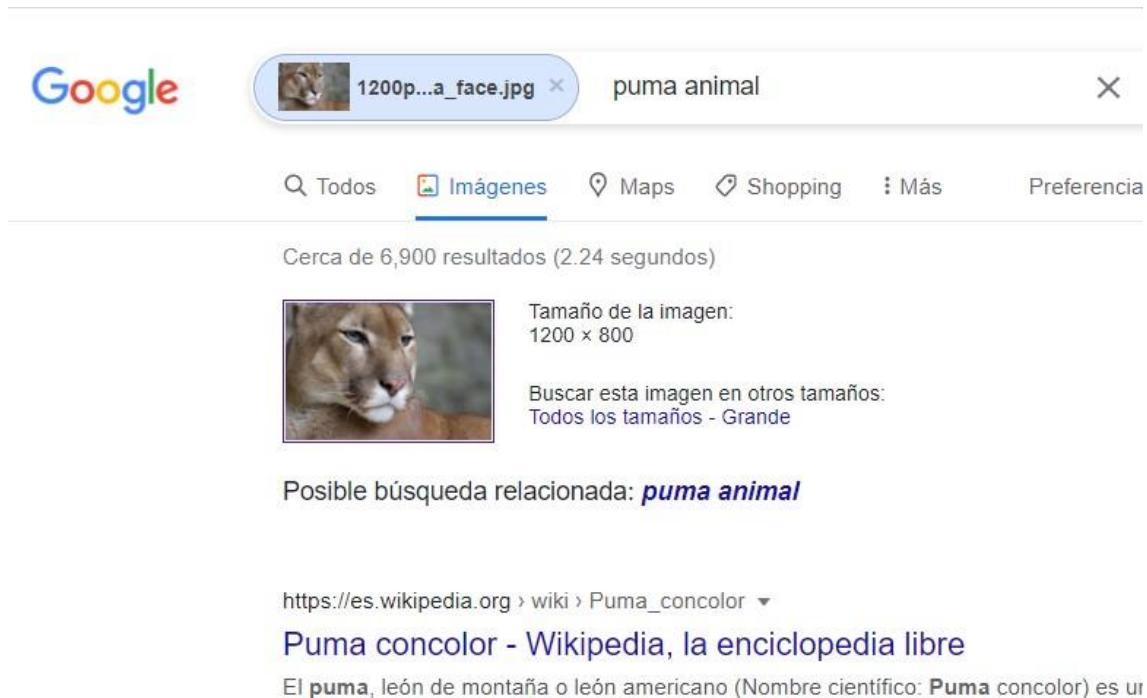 Google
1200p...a_face.jpg × puma animal
Todos Imágenes Maps Shopping Más
Cerca de 6,900 resultados (2.24 segundos)
Tamaño de la imagen:
1200 × 800
Buscar esta imagen en otros tamaños:
Todos los tamaños - Grande
Posible búsqueda relacionada: puma animal
https://es.wikipedia.org › wiki › Puma_concolor
Puma concolor - Wikipedia, la enciclopedia libre
El puma, león de montaña o león americano (Nombre científico: Puma concolor) es